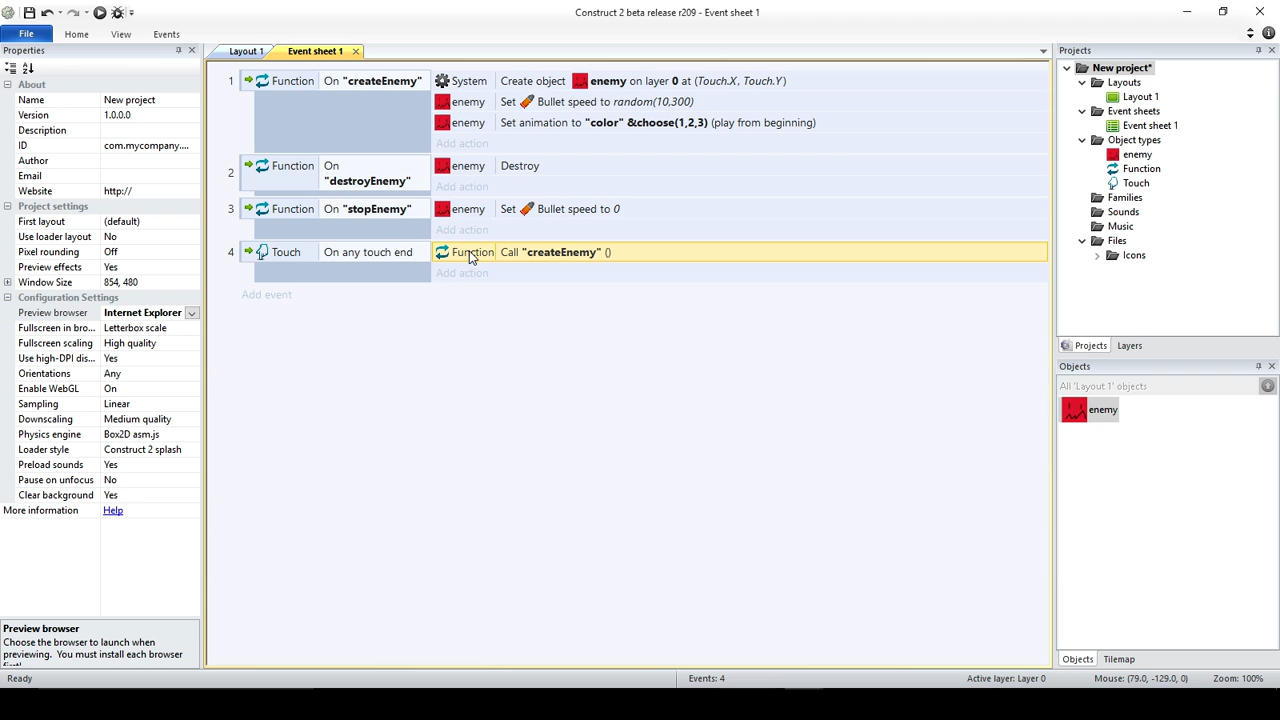 Construct 2 beta release r209 - Event sheet 1
File Home View Events
Properties
About
Name New project
Version 1.0.0.0
Description
ID com.mycompany....
Author
Email
Website http://
Project settings
First layout (default)
Use loader layout No
Pixel rounding Off
Preview effects Yes
Window Size 854, 480
Configuration Settings
Preview browser Internet Explorer
Fullscreen in bro... Letterbox scale
Fullscreen scaling High quality
Use high-DPI dis... Yes
Orientations Any
Enable WebGL On
Sampling Linear
Downscaling Medium quality
Physics engine Box2D asm.js
Loader style Construct 2 splash
Preload sounds Yes
Pause on unfocus No
Clear background Yes
More information Help
Preview browser
Choose the browser to launch when
previewing. You must install each browser
Ready
Layout 1 Event sheet 1
1 Function On "createEnemy" System Create object enemy on layer 0 at (Touch.X, Touch.Y)
enemy Set Bullet speed to random(10,300)
enemy Set animation to "color" &choose(1,2,3) (play from beginning)
Add action
2 Function On "destroyEnemy" enemy Destroy
Add action
3 Function On "stopEnemy" enemy Set Bullet speed to 0
Add action
4 Touch On any touch end Function Call "createEnemy" ()
Add action
Add event
Projects
New project*
Layouts
Layout 1
Event sheets
Event sheet 1
Object types
enemy
Function
Touch
Families
Sounds
Music
Files
Icons
Projects Layers
Objects
All 'Layout 1' objects
enemy
Objects Tilemap
Events: 4 Active layer: Layer 0 Mouse: (79.0, -129.0, 0) Zoom: 100%